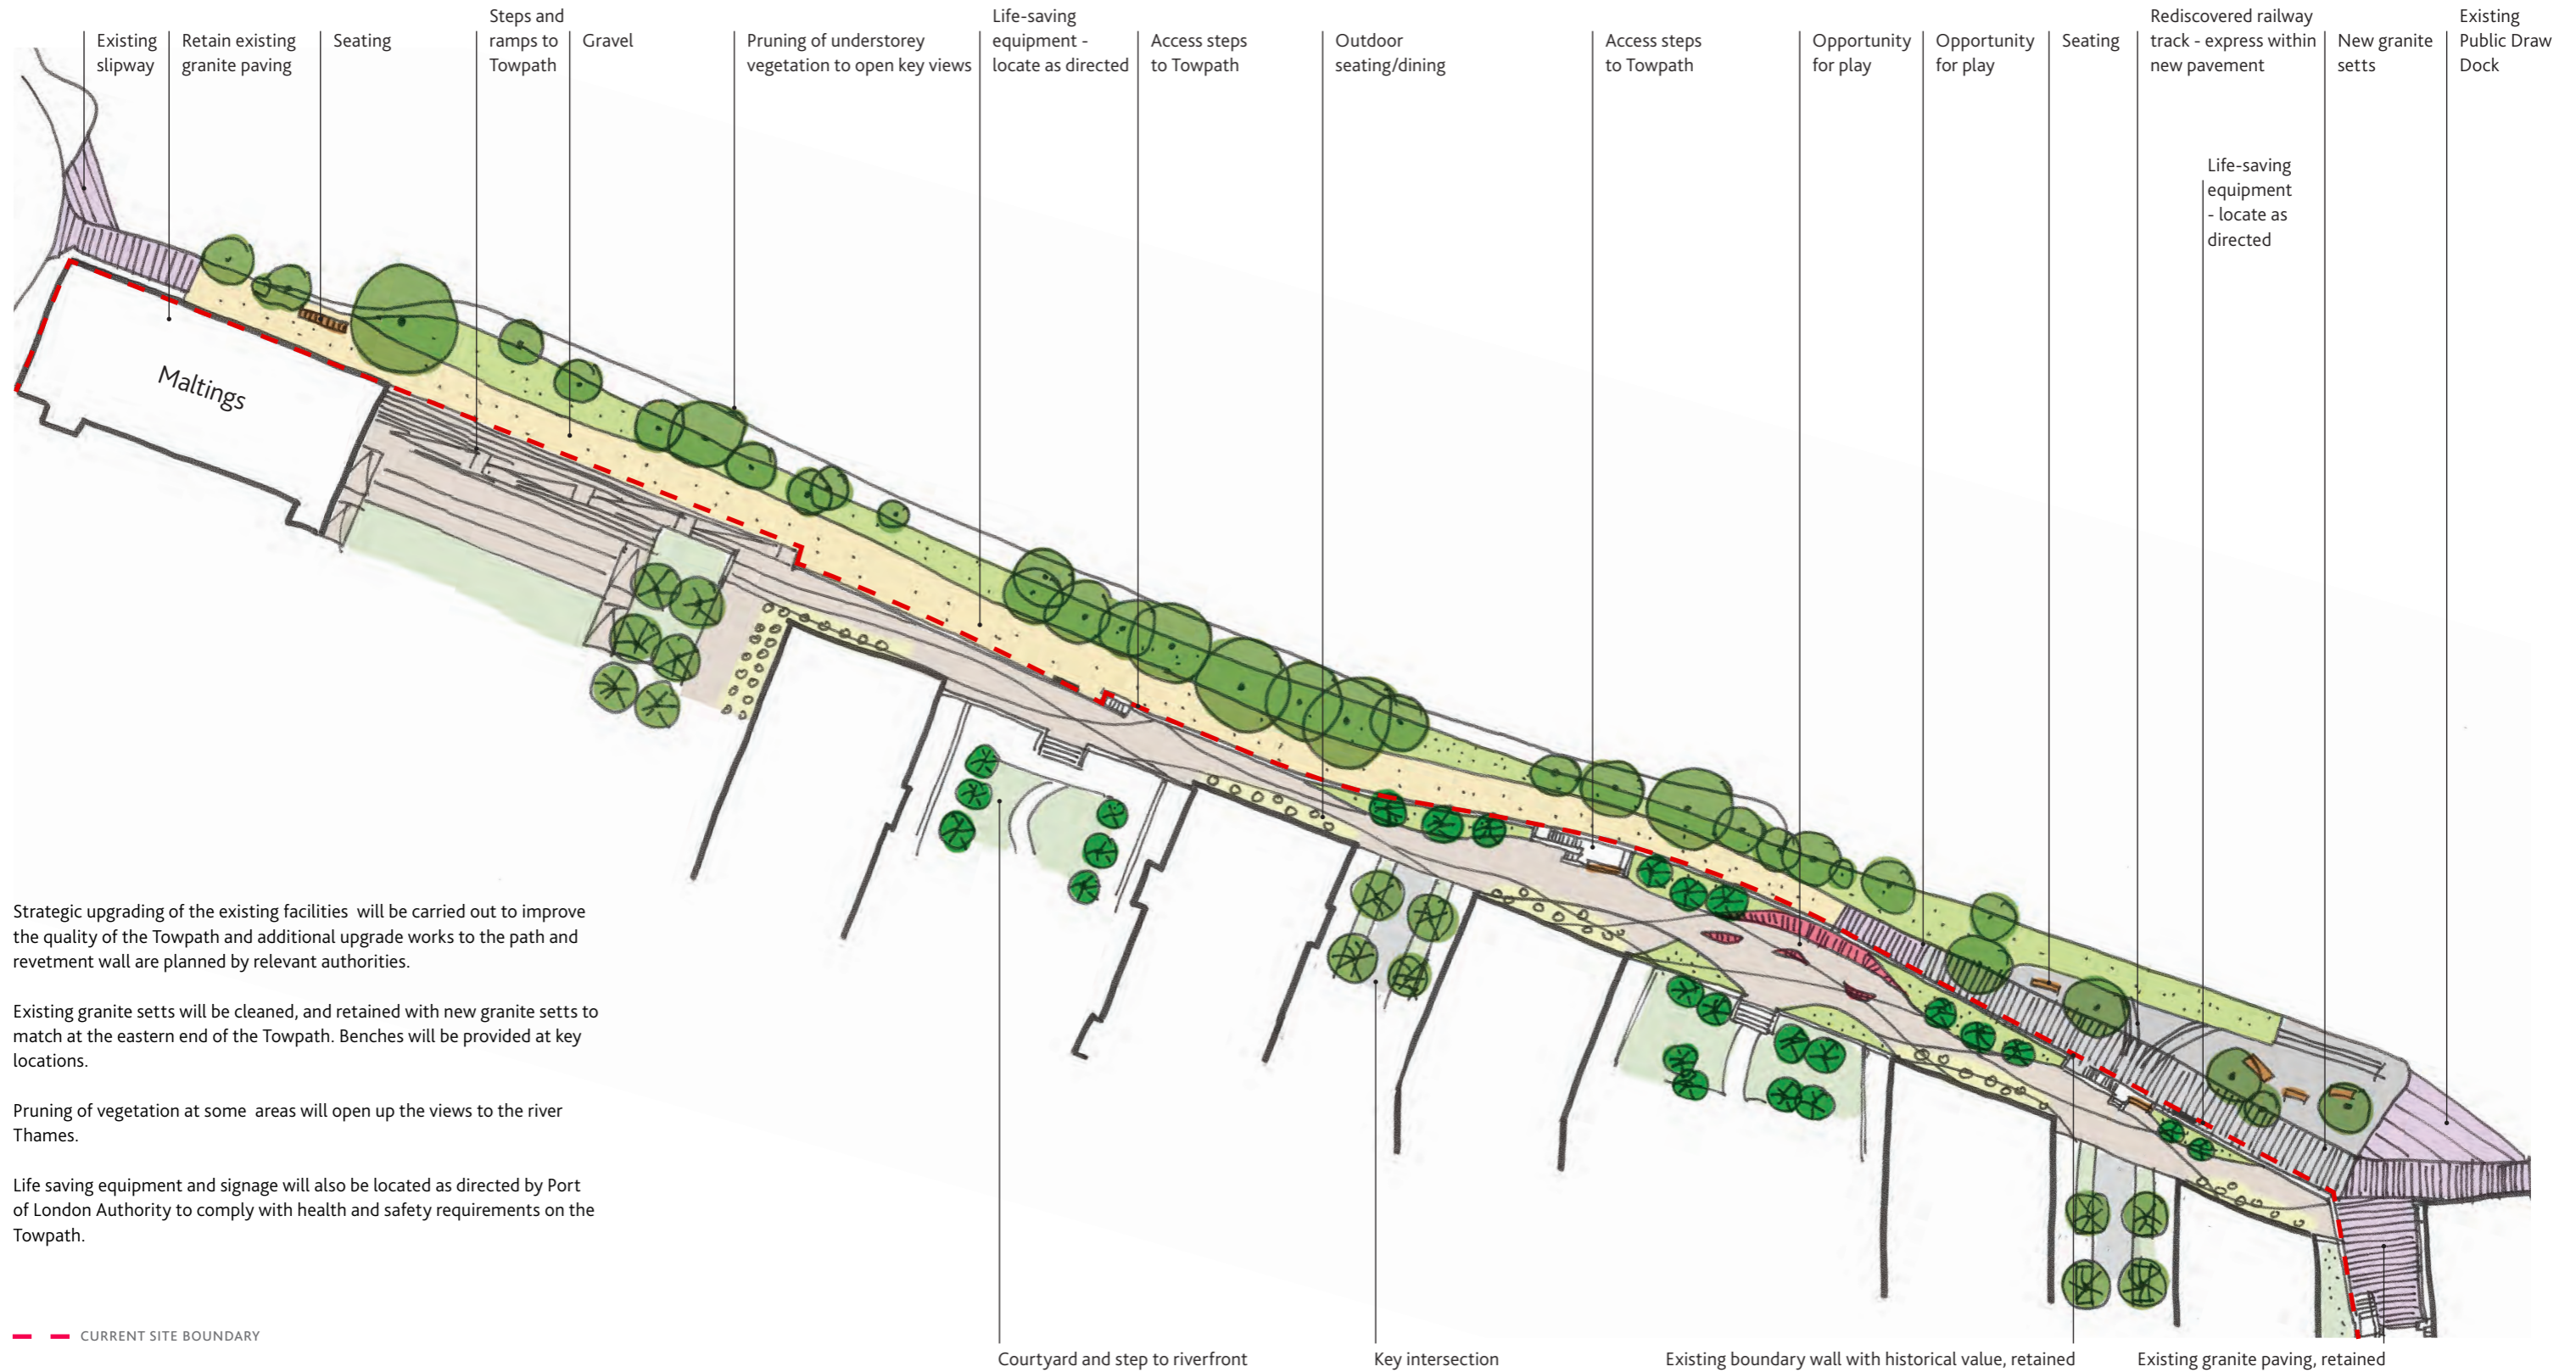 Existing
slipway
Retain existing
granite paving
Seating
Steps and
ramps to
Towpath
Gravel
Pruning of understorey
vegetation to open key views
Life-saving
equipment -
locate as directed
Access steps
to Towpath
Outdoor
seating/dining
Access steps
to Towpath
Opportunity
for play
Opportunity
for play
Seating
Rediscovered railway
track - express within
new pavement
New granite
setts
Existing
Public Draw
Dock
Life-saving
equipment
- locate as
directed
Maltings
Strategic upgrading of the existing facilities will be carried out to improve
the quality of the Towpath and additional upgrade works to the path and
revetment wall are planned by relevant authorities.
Existing granite setts will be cleaned, and retained with new granite setts to
match at the eastern end of the Towpath. Benches will be provided at key
locations.
Pruning of vegetation at some areas will open up the views to the river
Thames.
Life saving equipment and signage will also be located as directed by Port
of London Authority to comply with health and safety requirements on the
Towpath.
CURRENT SITE BOUNDARY
Courtyard and step to riverfront
Key intersection
Existing boundary wall with historical value, retained
Existing granite paving, retained